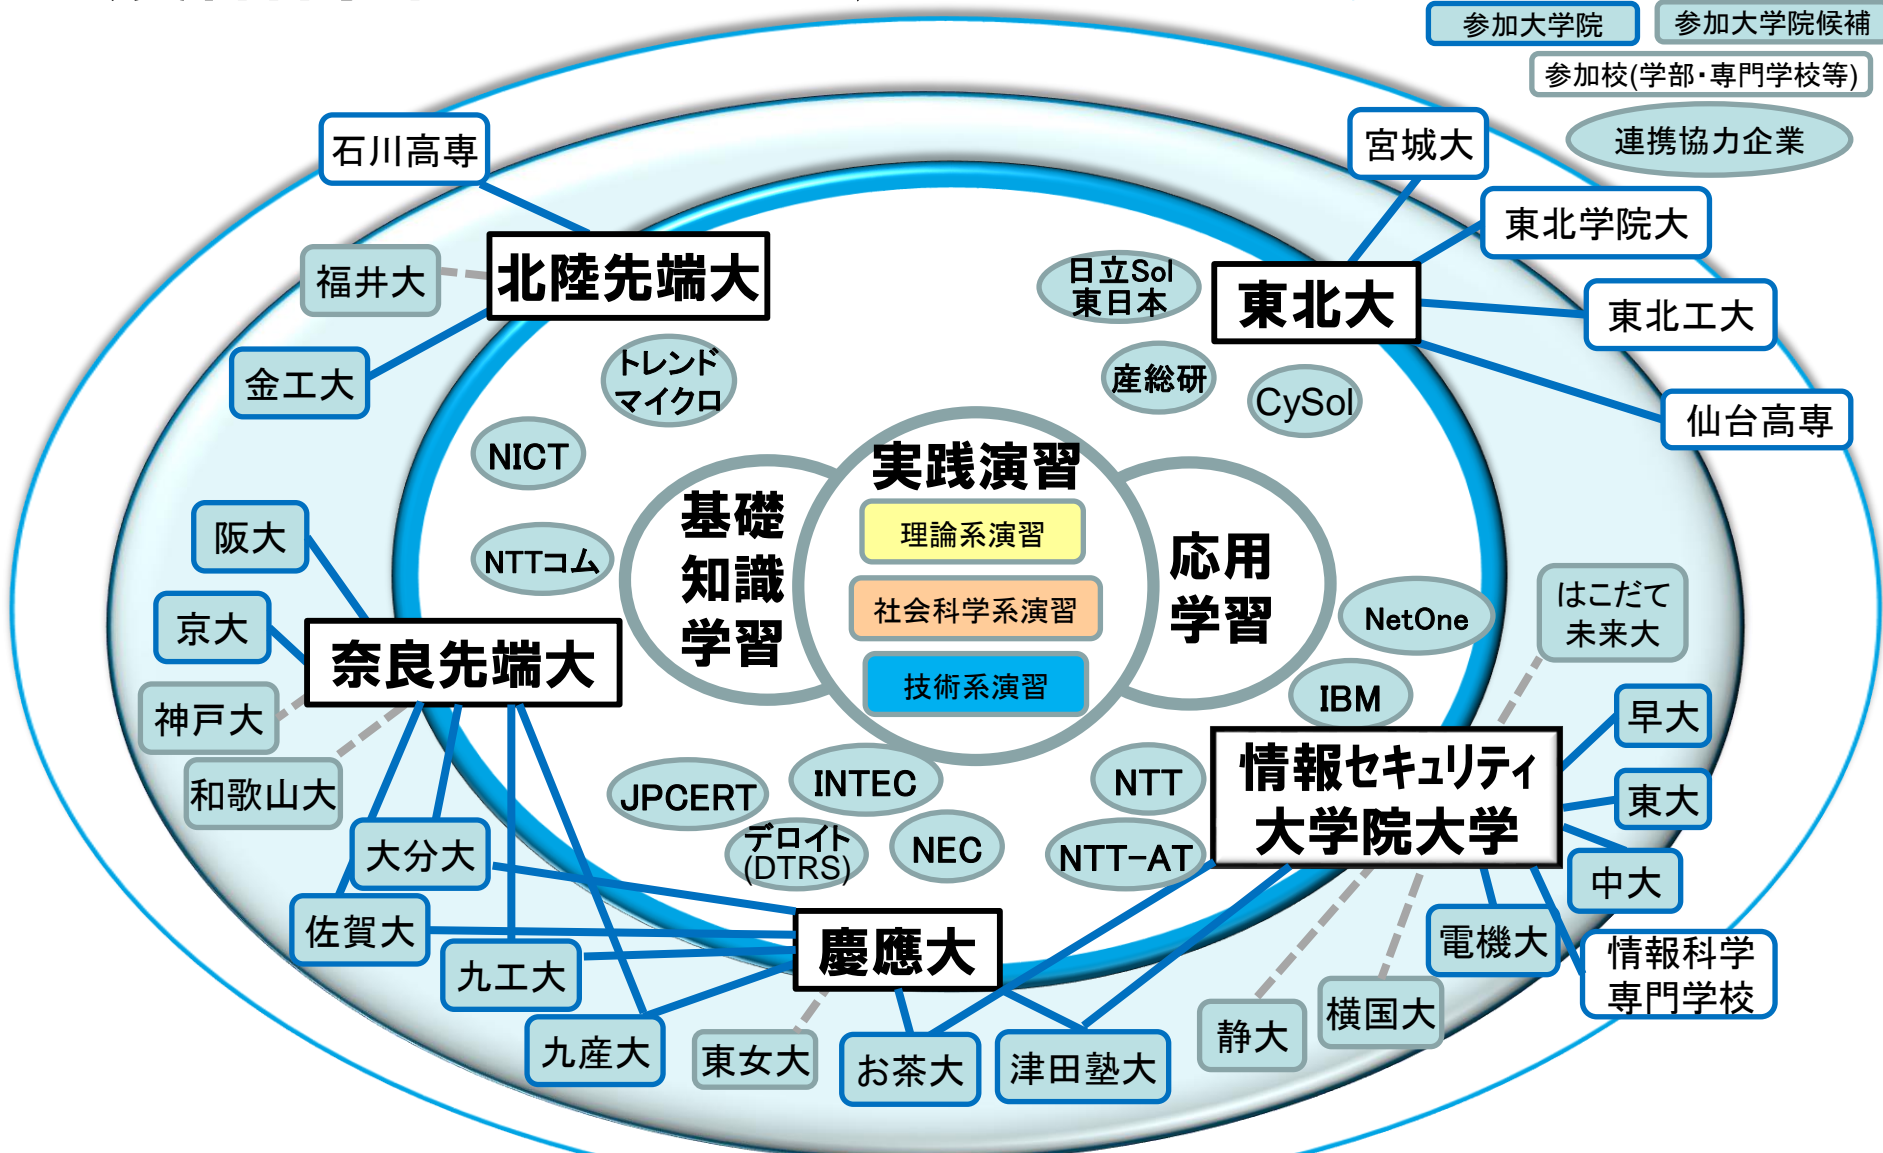 参加大学院
参加大学院候補
参加校(学部・専門学校等)
連携協力企業
石川高専
宮城大
東北学院大
福井大
北陸先端大
日立Sol
東日本
東北大
東北工大
金工大
トレンド
マイクロ
産総研
CySol
仙台高専
NICT
実践演習
基礎
知識
学習
理論系演習
応用
学習
阪大
NTTコム
社会科学系演習
NetOne
はこだて
未来大
京大
奈良先端大
技術系演習
IBM
神戸大
早大
和歌山大
JPCERT
INTEC
NTT
情報セキュリティ
大学院大学
東大
大分大
デロイト
(DTRS)
NEC
NTT-AT
中大
佐賀大
慶應大
電機大
情報科学
専門学校
九工大
横国大
静大
九産大
東女大
お茶大
津田塾大